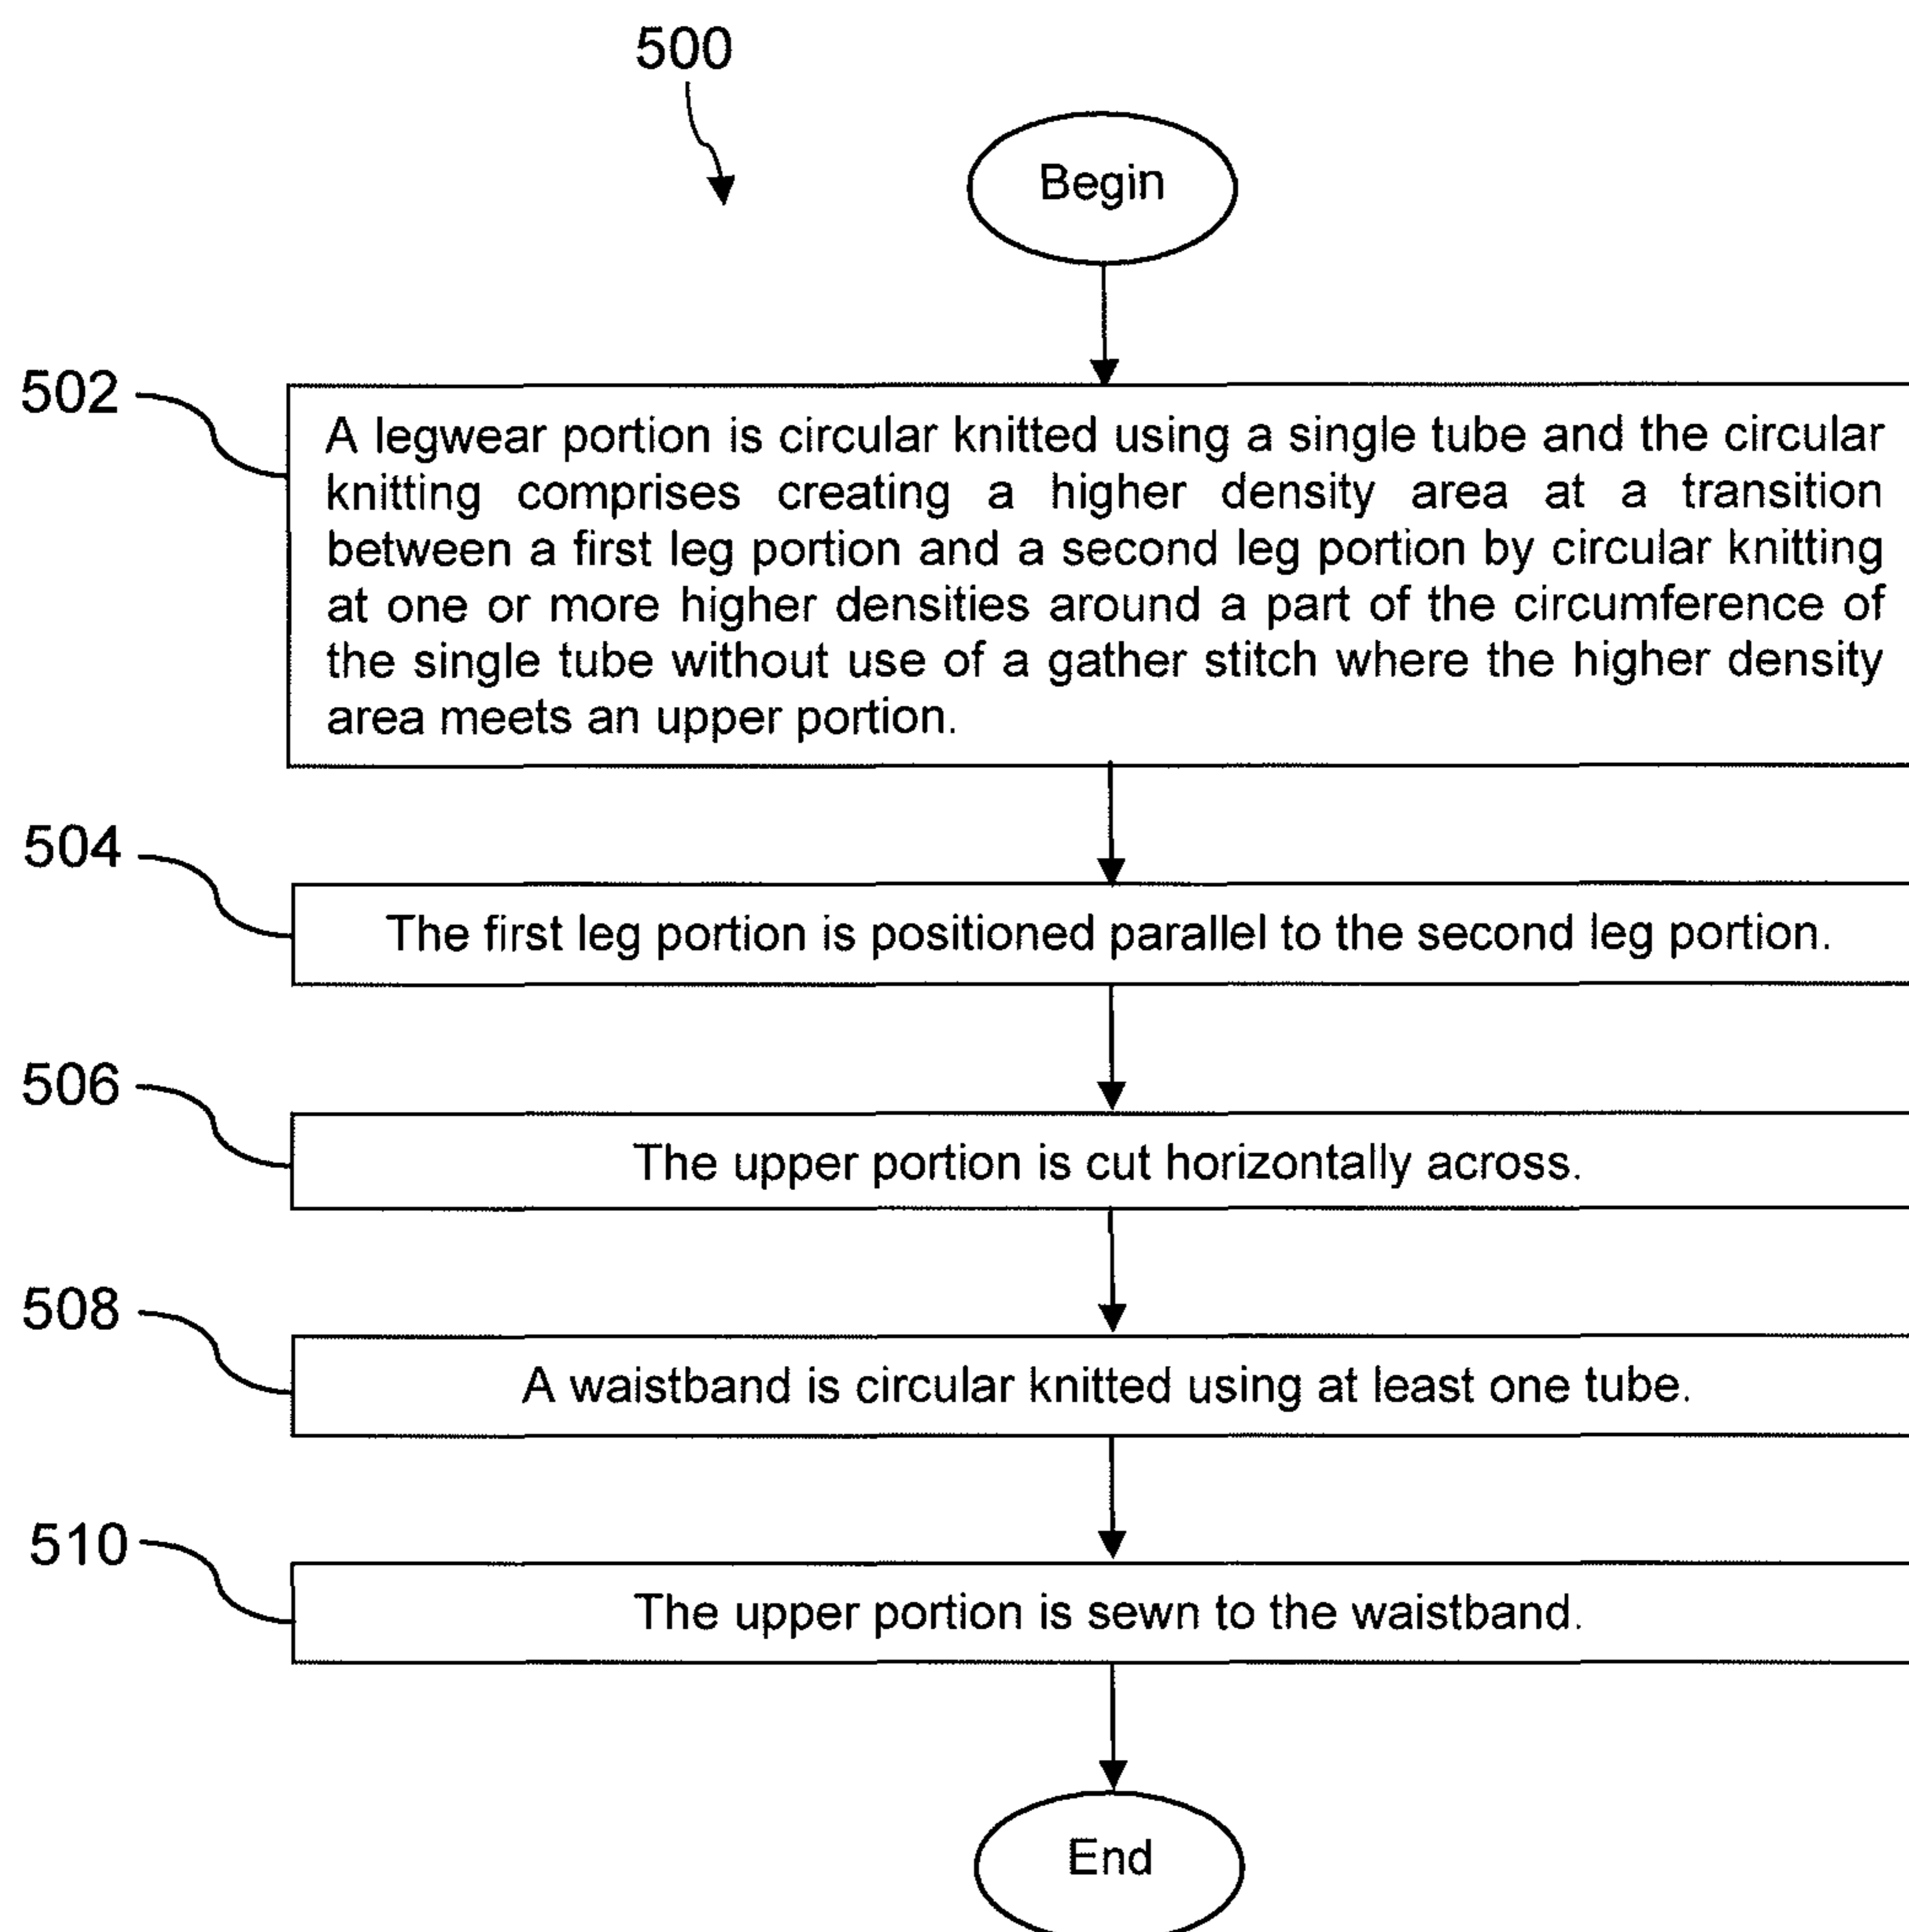 500
Begin
502
A legwear portion is circular knitted using a single tube and the circular
knitting comprises creating a higher density area at a transition
between a first leg portion and a second leg portion by circular knitting
at one or more higher densities around a part of the circumference of
the single tube without use of a gather stitch where the higher density
area meets an upper portion.
504
The first leg portion is positioned parallel to the second leg portion.
506
The upper portion is cut horizontally across.
508
A waistband is circular knitted using at least one tube.
510
The upper portion is sewn to the waistband.
End